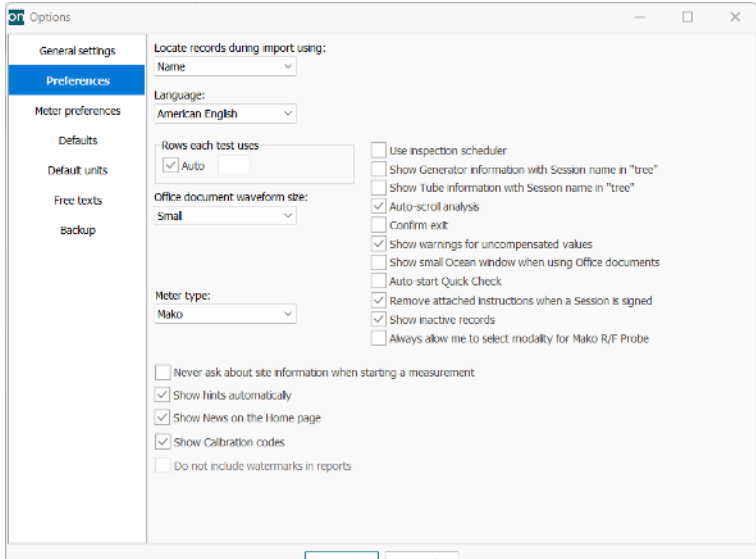 on Options
General settings
Preferences
Meter preferences
Defaults
Default units
Free texts
Backup
Locate records during import using:
Name
Language:
American English
Rows each test uses
Auto
Office document waveform size:
Small
Meter type:
Mako
Use inspection scheduler
Show Generator information with Session name in "tree"
Show Tube information with Session name in "tree"
Auto-scroll analysis
Confirm exit
Show warnings for uncompensated values
Show small Ocean window when using Office documents
Auto-start Quick Check
Remove attached instructions when a Session is signed
Show inactive records
Always allow me to select modality for Mako R/F Probe
Never ask about site information when starting a measurement
Show hints automatically
Show News on the Home page
Show Calibration codes
Do not include watermarks in reports